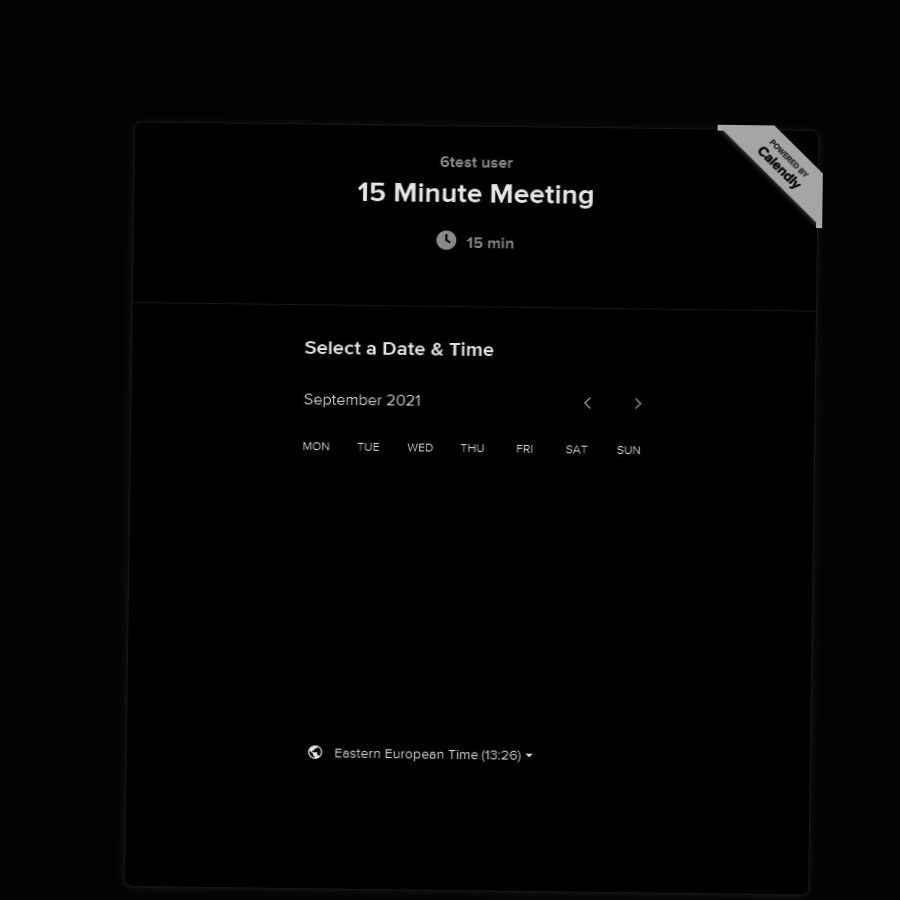 POWERED BY
Calendly
6test user
15 Minute Meeting
15 min
Select a Date & Time
September 2021
MON TUE WED THU FRI SAT SUN
Eastern European Time (13:26)